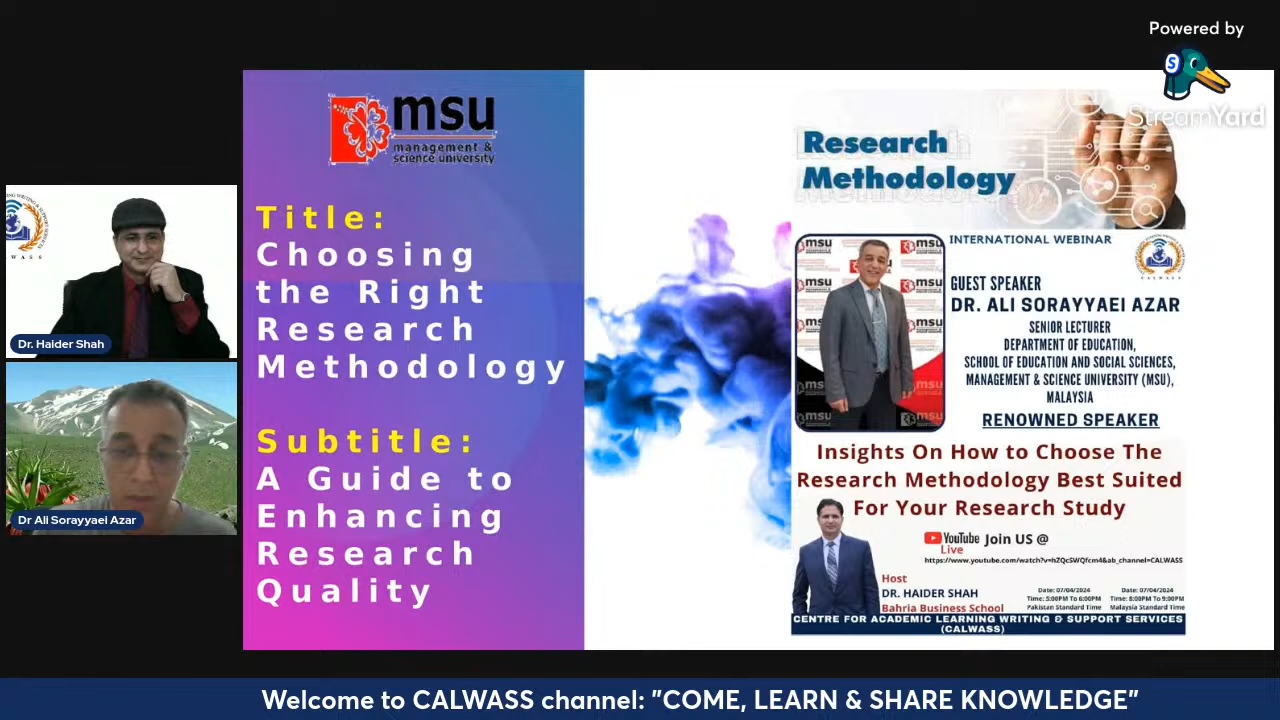 Powered by
StreamYard
Dr. Haider Shah
CALWASS
Dr Ali Sorayyaei Azar
msu
management &
science university
Title:
Choosing
the Right
Research
Methodology
Subtitle:
A Guide to
Enhancing
Research
Quality
Research
Methodology
INTERNATIONAL WEBINAR
GUEST SPEAKER
DR. ALI SORAYYAEI AZAR
SENIOR LECTURER
DEPARTMENT OF EDUCATION,
SCHOOL OF EDUCATION AND SOCIAL SCIENCES,
MANAGEMENT & SCIENCE UNIVERSITY (MSU),
MALAYSIA
RENOWNED SPEAKER
Insights On How to Choose The
Research Methodology Best Suited
For Your Research Study
YouTube Join US @
Live
https://www.youtube.com/watch?v=hZQcSWQfcm4&ab_channel=CALWASS
Host
DR. HAIDER SHAH
Bahria Business School
Date: 07/04/2024
Time: 5:00PM To 6:00PM
Pakistan Standard Time
Date: 07/04/2024
Time: 8:00PM To 9:00PM
Malaysia Standard Time
CENTRE FOR ACADEMIC LEARNING WRITING & SUPPORT SERVICES
(CALWASS)
Welcome to CALWASS channel: "COME, LEARN & SHARE KNOWLEDGE"